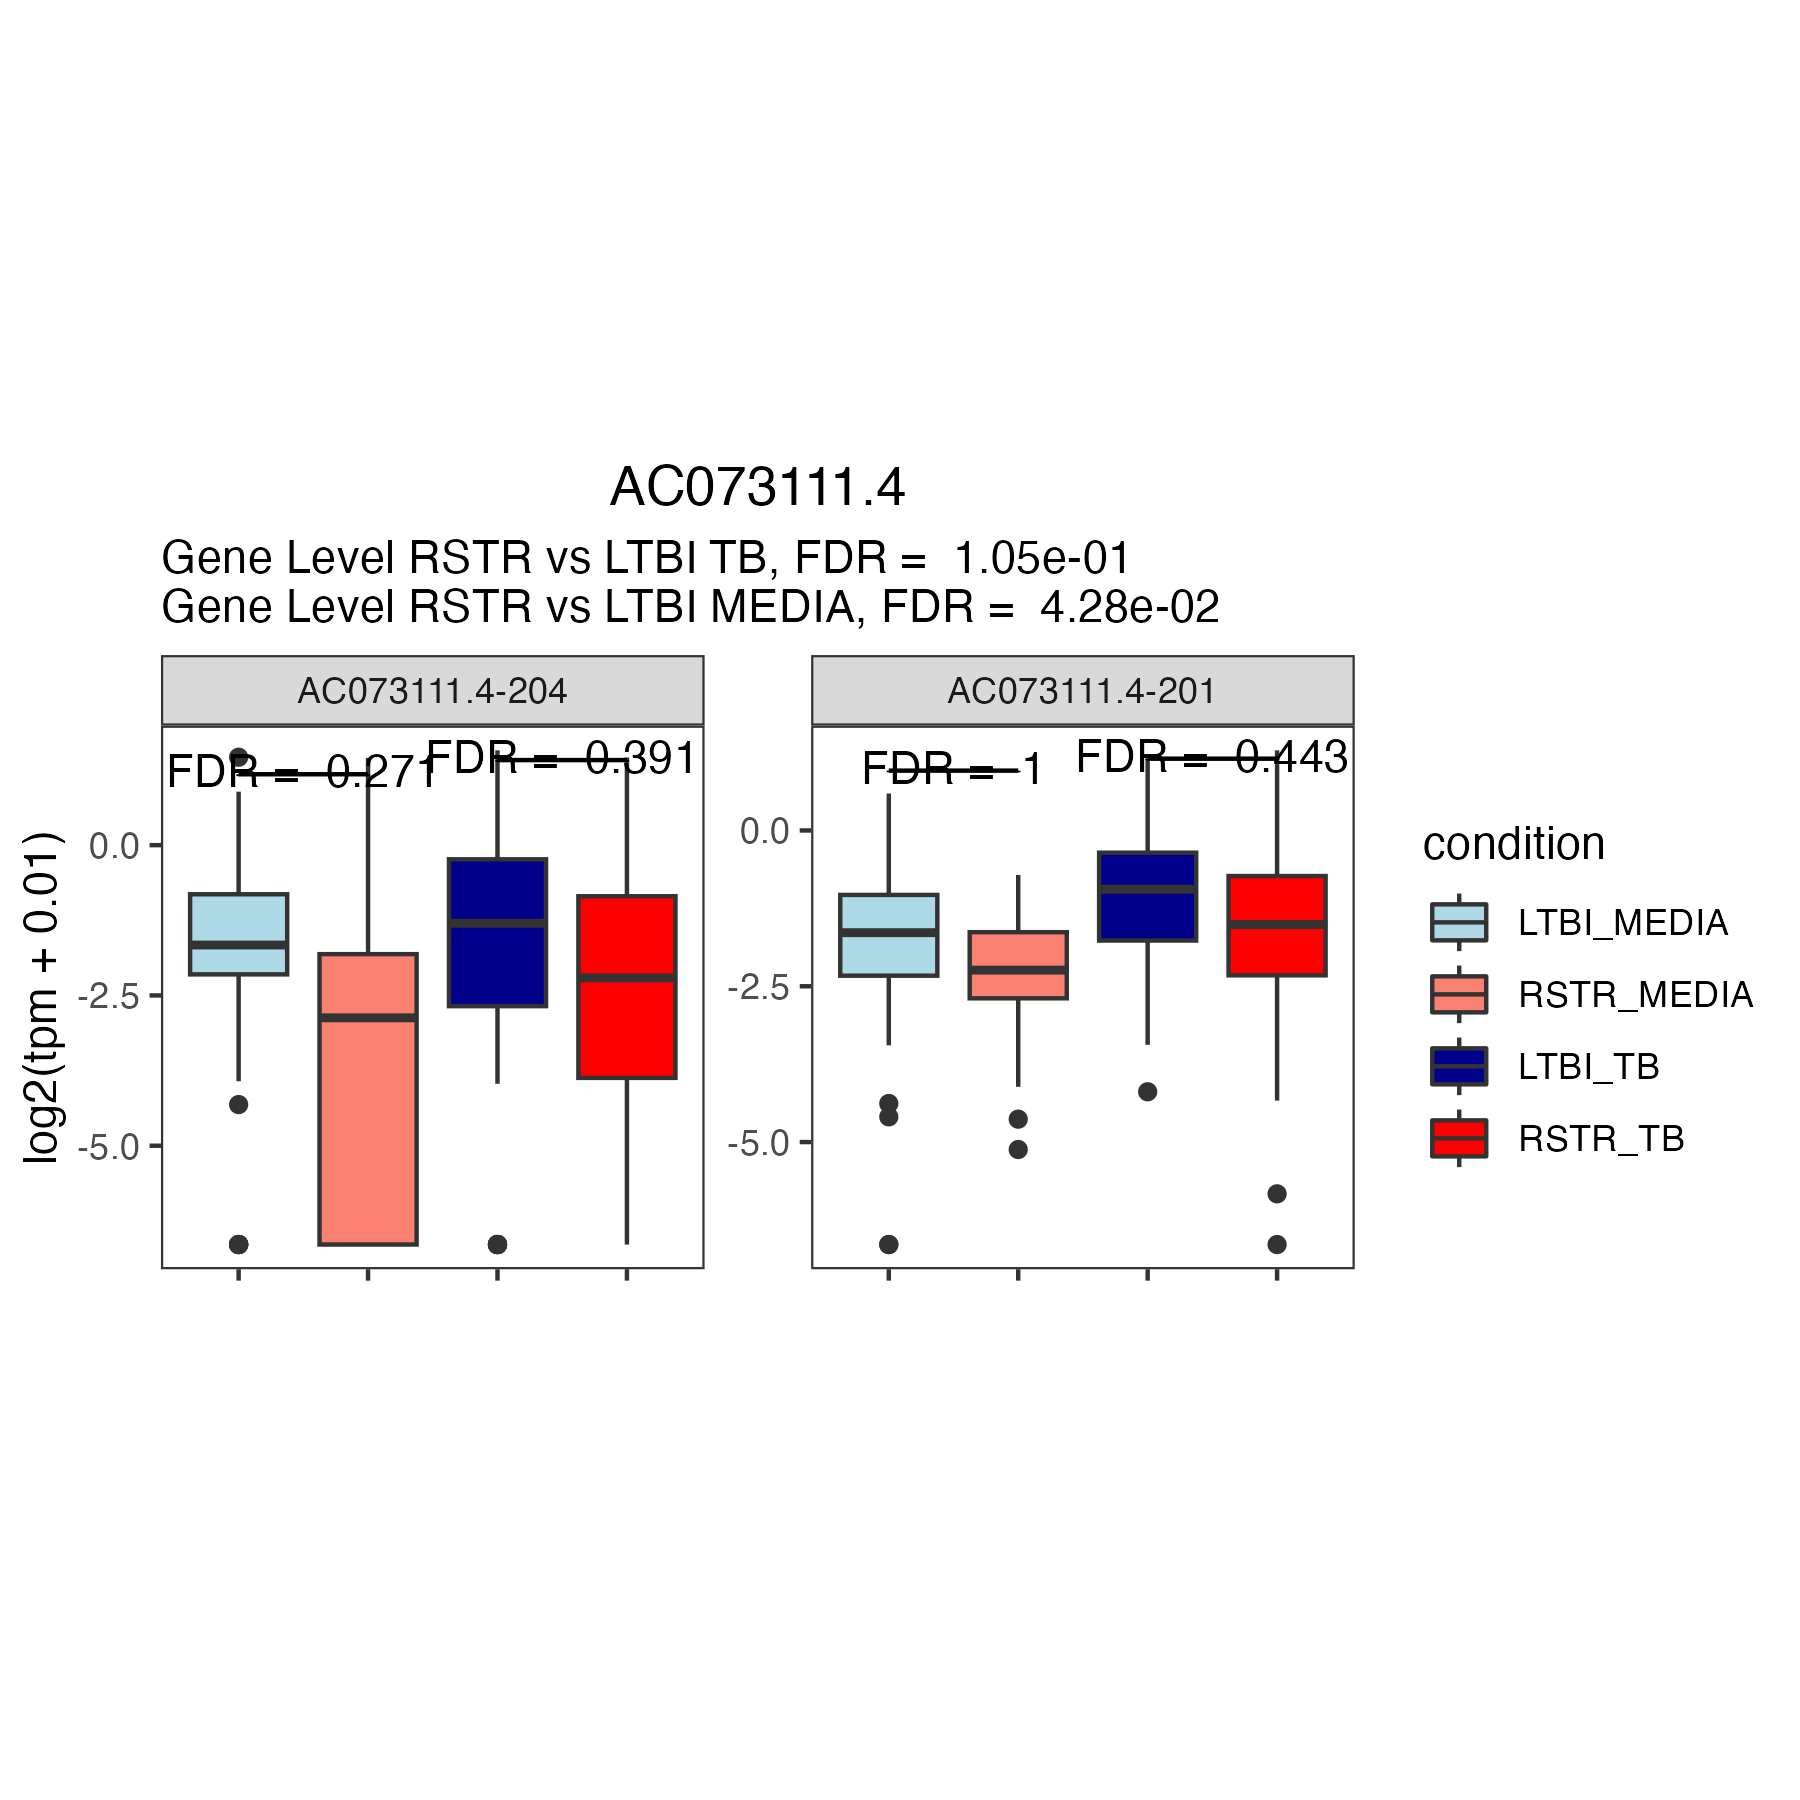 AC073111.4
Gene Level RSTR vs LTBI TB, FDR = 1.05e-01
Gene Level RSTR vs LTBI MEDIA, FDR = 4.28e-02
AC073111.4-204
AC073111.4-201
FDR = 0.271
FDR = 0.391
FDR = 1
FDR = 0.443
log2(tpm + 0.01)
0.0
-2.5
-5.0
0.0
-2.5
-5.0
condition
LTBI_MEDIA
RSTR_MEDIA
LTBI_TB
RSTR_TB